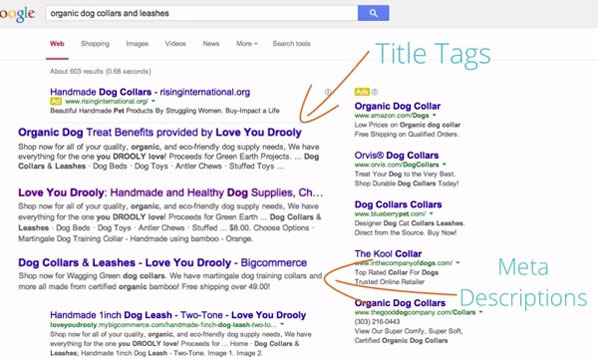 oogle
organic dog collars and leashes
Web Shopping Images Videos News More Search tools
About 603 results (0.68 seconds)
Title Tags
Handmade Dog Collars - risinginternational.org
Ad www.risinginternational.org/
Beautiful Handmade Pet Products By Struggling Women. Buy-Impact a Life
Organic Dog Treat Benefits provided by Love You Drooly
Shop now for all of your quality, organic, and eco-friendly dog supply needs, We have
everything for the one you DROOLY love! Proceeds for Green Earth Projects. ... Dog
Collars & Leashes · Dog Beds · Dog Toys · Antler Chews · Stuffed Toys ...
Love You Drooly: Handmade and Healthy Dog Supplies, Ch...
Shop now for all of your quality, organic, and eco-friendly dog supply needs, We have
everything for the one you DROOLY love! Proceeds for Green Earth ... Dog Collars &
Leashes · Dog Beds · Dog Toys · Antler Chews · Stuffed ... $8.00. Choose Options ·
Martingale Dog Training Collar - Handmade using bamboo - Orange.
Dog Collars & Leashes - Love You Drooly - Bigcommerce
Shop now for Wagging Green dog collars. We have martingale dog training collars and
more all made from certified organic bamboo! Free shipping over 49.00!
Handmade 1inch Dog Leash - Two-Tone - Love You Drooly
loveyoudrooly.mybigcommerce.com/handmade-1inch-dog-leash-two-to...
organic, and eco-friendly dog supply needs, We have everything for the one you
DROOLY love! Proceeds for ... Home · Dog Collars & Leashes; Handmade 1inch Dog
Leash - Two-Tone. Image 1. Image 2.
Ads
Organic Dog Collar
www.amazon.com/Dogs
Low Prices on Organic dog collar
Free Shipping on Qualified Orders.
Orvis® Dog Collars
www.orvis.com/DogCollars
Treat Your Dog to the Very Best.
Shop Durable Dog Collars Today!
Dog Collars Collars
www.blueberrypet.com/
Designer Dog Cat Collars Leashes.
Direct from the Source. Buy Now!
The Kool Collar
www.inthecompanyofdogs.com/
Top Rated Collar For Dogs
Trusted Online Retailer
Organic Dog Collars
www.thegooddogcompany.com/Collars
(303) 216-0443
View Our Super Comfy, Super Soft,
Certified Organic Dog Collars
Meta
Descriptions